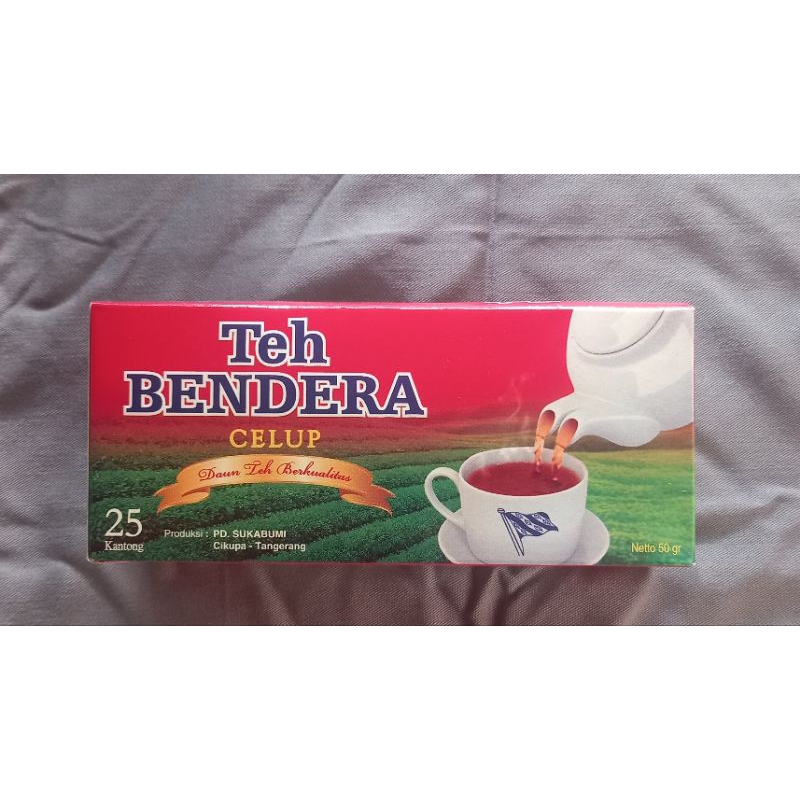 Teh
BENDERA
CELUP
Daun Teh Berkualitas
25
Kantong
Produksi : PD. SUKABUMI
Cikupa - Tangerang
Netto 50 gr